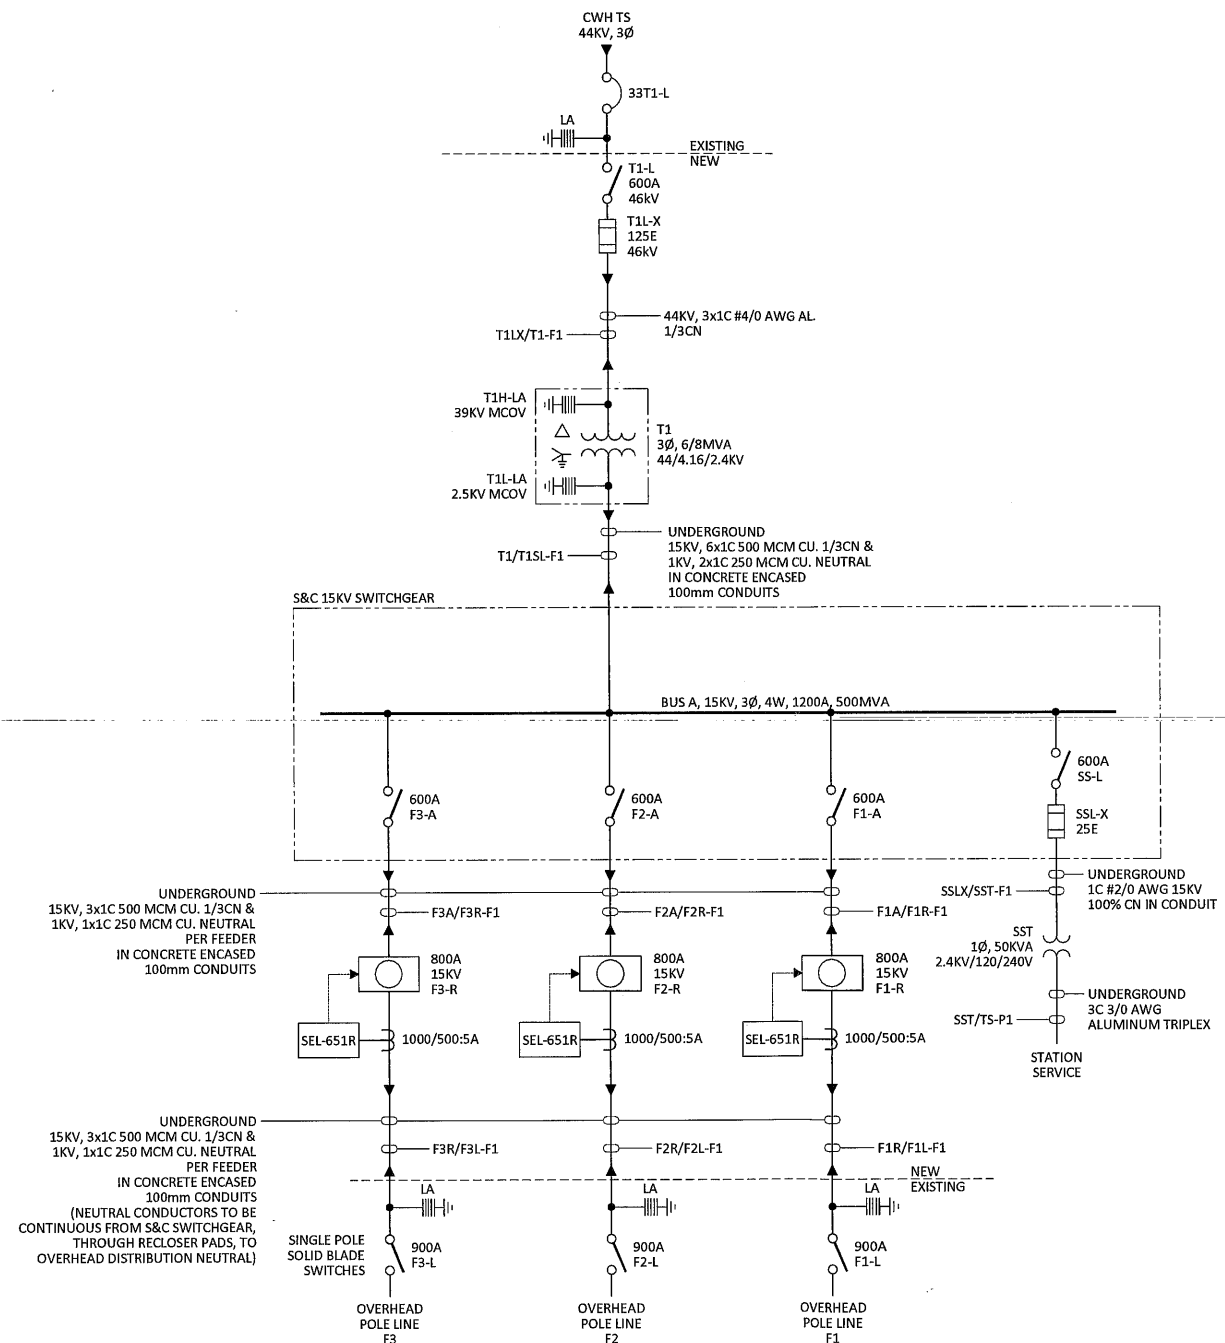 CWH TS
44KV, 3Ø
33T1-L
LA
EXISTING
NEW
T1-L
600A
46kV
T1L-X
125E
46kV
44KV, 3x1C #4/0 AWG AL.
1/3CN
T1LX/T1-F1
T1H-LA
39KV MCOV
T1
3Ø, 6/8MVA
44/4.16/2.4KV
T1L-LA
2.5KV MCOV
UNDERGROUND
15KV, 6x1C 500 MCM CU. 1/3CN &
1KV, 2x1C 250 MCM CU. NEUTRAL
IN CONCRETE ENCASED
100mm CONDUITS
T1/T1SL-F1
S&C 15KV SWITCHGEAR
BUS A, 15KV, 3Ø, 4W, 1200A, 500MVA
600A
F3-A
600A
F2-A
600A
F1-A
600A
SS-L
SSL-X
25E
UNDERGROUND
15KV, 3x1C 500 MCM CU. 1/3CN &
1KV, 1x1C 250 MCM CU. NEUTRAL
PER FEEDER
IN CONCRETE ENCASED
100mm CONDUITS
F3A/F3R-F1
F2A/F2R-F1
F1A/F1R-F1
SSLX/SST-F1
UNDERGROUND
1C #2/0 AWG 15KV
100% CN IN CONDUIT
SST
1Ø, 50KVA
2.4KV/120/240V
800A
15KV
F3-R
800A
15KV
F2-R
800A
15KV
F1-R
UNDERGROUND
3C 3/0 AWG
ALUMINUM TRIPLEX
SST/TS-P1
STATION
SERVICE
SEL-651R
1000/500:5A
SEL-651R
1000/500:5A
SEL-651R
1000/500:5A
UNDERGROUND
15KV, 3x1C 500 MCM CU. 1/3CN &
1KV, 1x1C 250 MCM CU. NEUTRAL
PER FEEDER
IN CONCRETE ENCASED
100mm CONDUITS
(NEUTRAL CONDUCTORS TO BE
CONTINUOUS FROM S&C SWITCHGEAR,
THROUGH RECLOSER PADS, TO
OVERHEAD DISTRIBUTION NEUTRAL)
F3R/F3L-F1
F2R/F2L-F1
F1R/F1L-F1
NEW
EXISTING
LA
LA
LA
SINGLE POLE
SOLID BLADE
SWITCHES
900A
F3-L
900A
F2-L
900A
F1-L
OVERHEAD
POLE LINE
F3
OVERHEAD
POLE LINE
F2
OVERHEAD
POLE LINE
F1